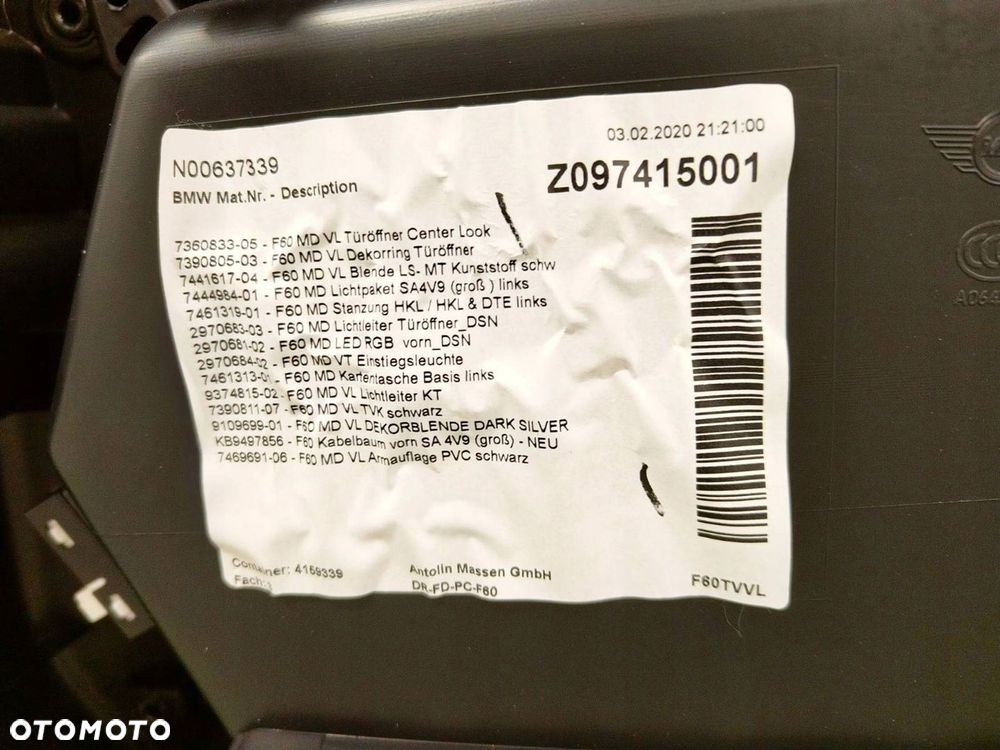 03.02.2020 21:21:00
N00637339
Z097415001
BMW Mat.Nr. - Description
7360833-05 - F60 MD VL Türöffner Center Look
7390805-03 - F60 MD VL Dekorring Türöffner
7441617-04 - F60 MD VL Blende LS- MT Kunststoff schw
7444984-01 - F60 MD Lichtpaket SA4V9 (groß ) links
7461319-01 - F60 MD Stanzung HKL / HKL & DTE links
2970683-03 - F60 MD Lichtleiter Türöffner_DSN
2970681-02 - F60 MD LED RGB vorn_DSN
2970684-02 - F60 MD VT Einstiegsleuchte
7461313-01 - F60 MD Kartentasche Basis links
9374815-02 - F60 MD VL Lichtleiter KT
7390811-07 - F60 MD VL TVK schwarz
9109699-01 - F60 MD VL DEKORBLENDE DARK SILVER
KB9497856 - F60 Kabelbaum vorn SA 4V9 (groß) - NEU
7469691-06 - F60 MD VL Armauflage PVC schwarz
Container: 4159339
Fach:
Antolin Massen GmbH
DR-FD-PC-F60
F60TVVL
OTOMOTO